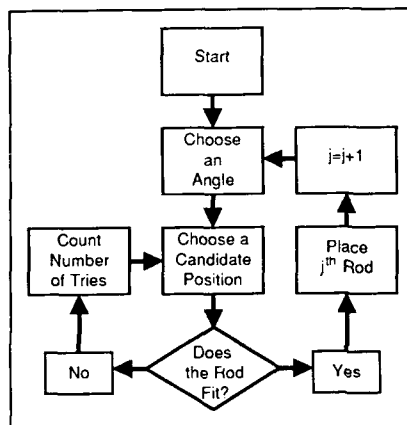 Start
Choose
an
Angle
j=j+1
Count
Number
of Tries
Choose a
Candidate
Position
Place
jth Rod
No
Does
the Rod
Fit?
Yes